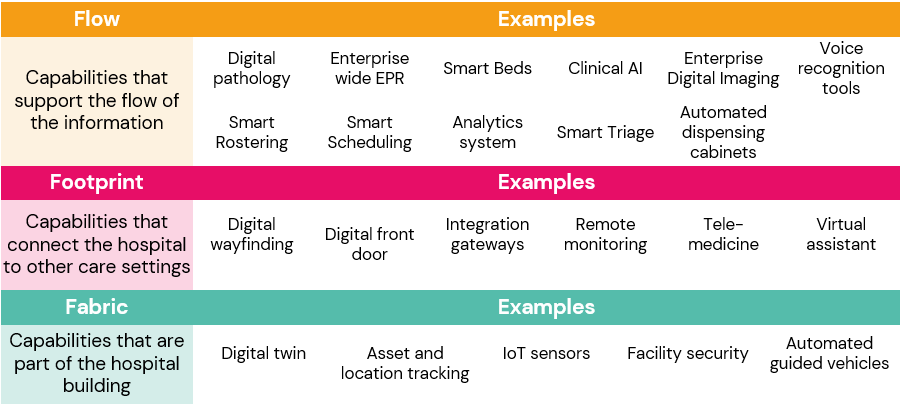 Flow
Examples
Capabilities that
support the flow of
the information
Digital
pathology
Enterprise
wide EPR
Smart Beds
Clinical AI
Enterprise
Digital Imaging
Voice
recognition
tools
Smart
Rostering
Smart
Scheduling
Analytics
system
Smart Triage
Automated
dispensing
cabinets
Footprint
Examples
Capabilities that
connect the hospital
to other care settings
Digital
wayfinding
Digital front
door
Integration
gateways
Remote
monitoring
Tele-
medicine
Virtual
assistant
Fabric
Examples
Capabilities that are
part of the hospital
building
Digital twin
Asset and
location tracking
IoT sensors
Facility security
Automated
guided vehicles